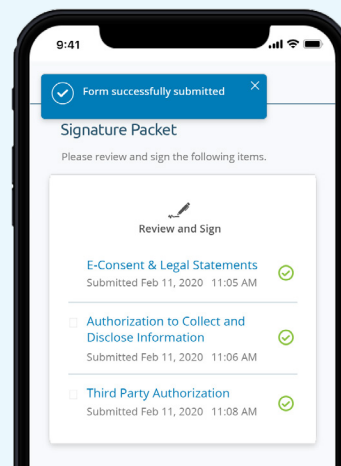 9:41
Form successfully submitted
Signature Packet
Please review and sign the following items.
Review and Sign
E-Consent & Legal Statements
Submitted Feb 11, 2020 11:05 AM
Authorization to Collect and
Disclose Information
Submitted Feb 11, 2020 11:06 AM
Third Party Authorization
Submitted Feb 11, 2020 11:08 AM